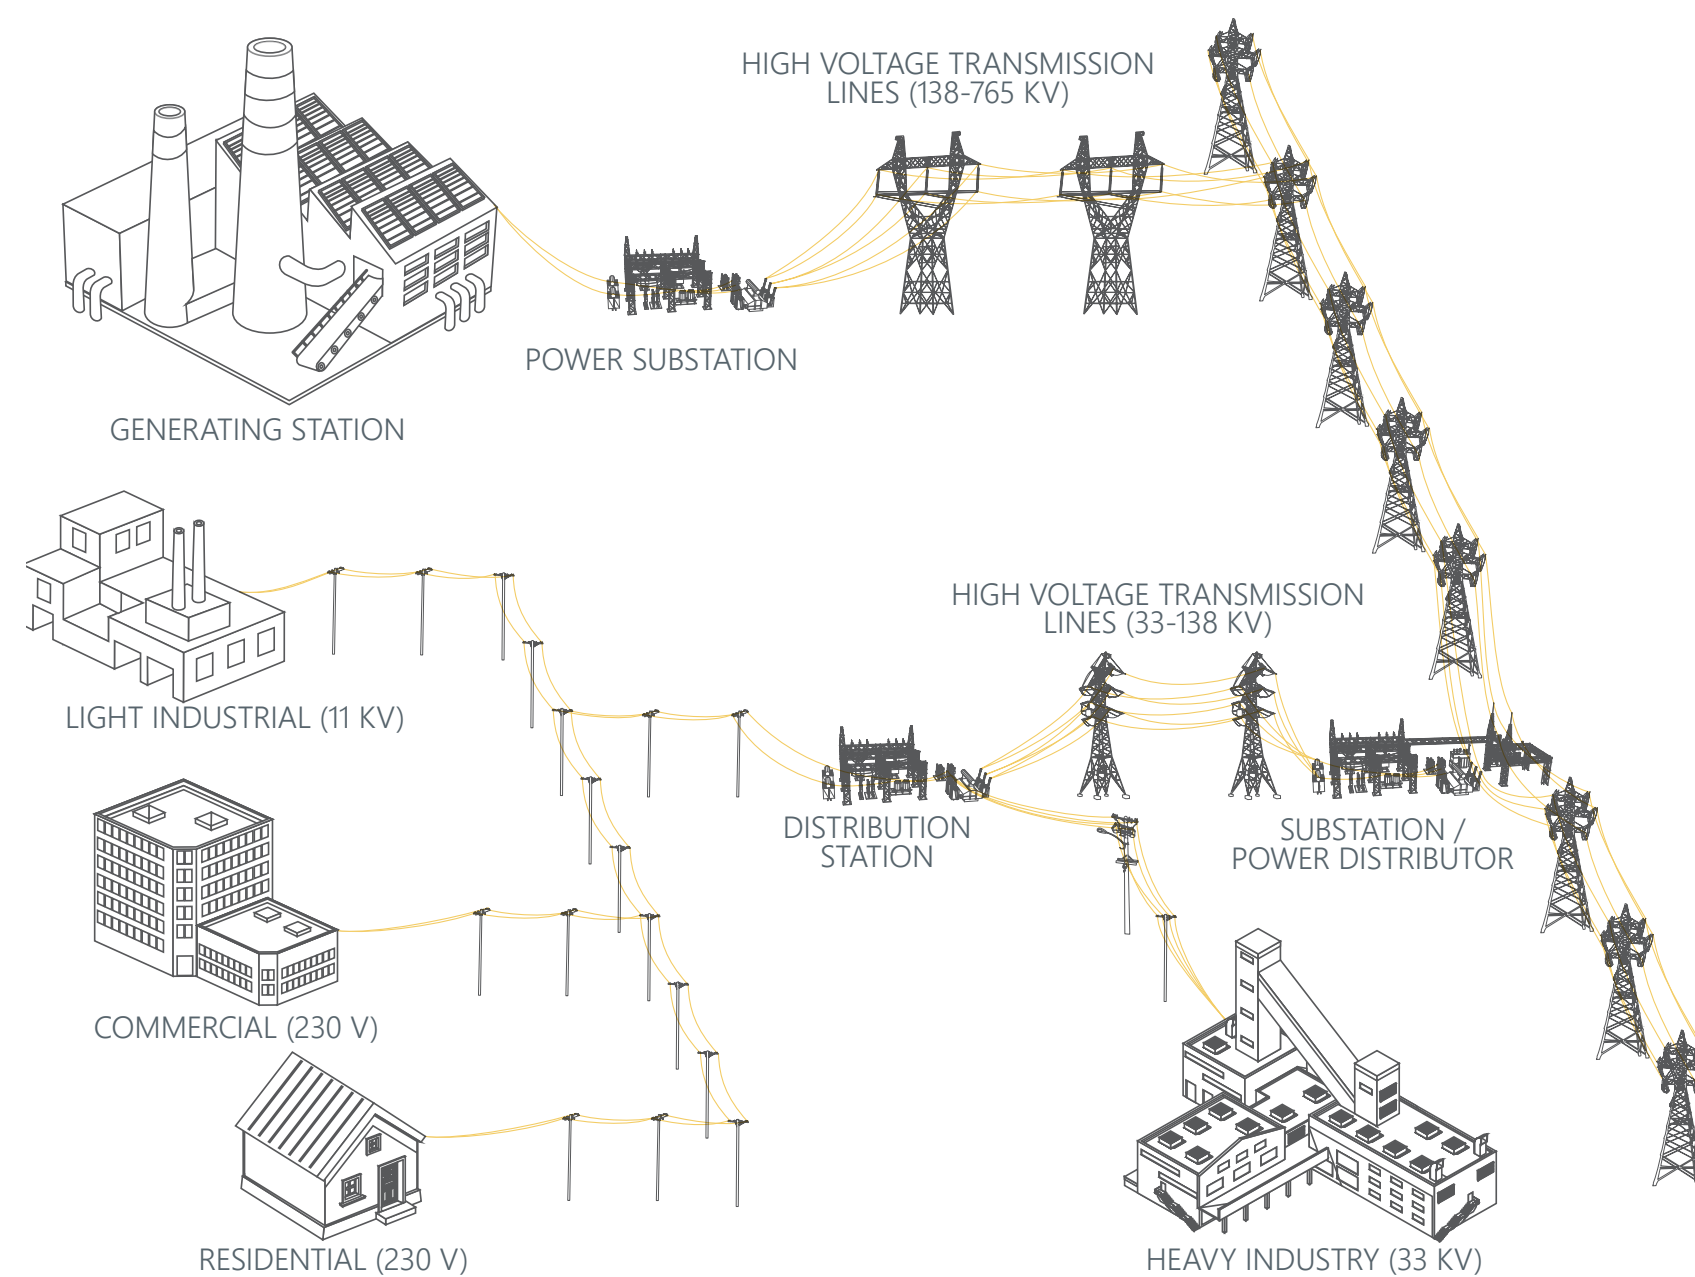 HIGH VOLTAGE TRANSMISSION
LINES (138-765 KV)
POWER SUBSTATION
GENERATING STATION
HIGH VOLTAGE TRANSMISSION
LINES (33-138 KV)
LIGHT INDUSTRIAL (11 KV)
DISTRIBUTION
STATION
SUBSTATION /
POWER DISTRIBUTOR
COMMERCIAL (230 V)
RESIDENTIAL (230 V)
HEAVY INDUSTRY (33 KV)